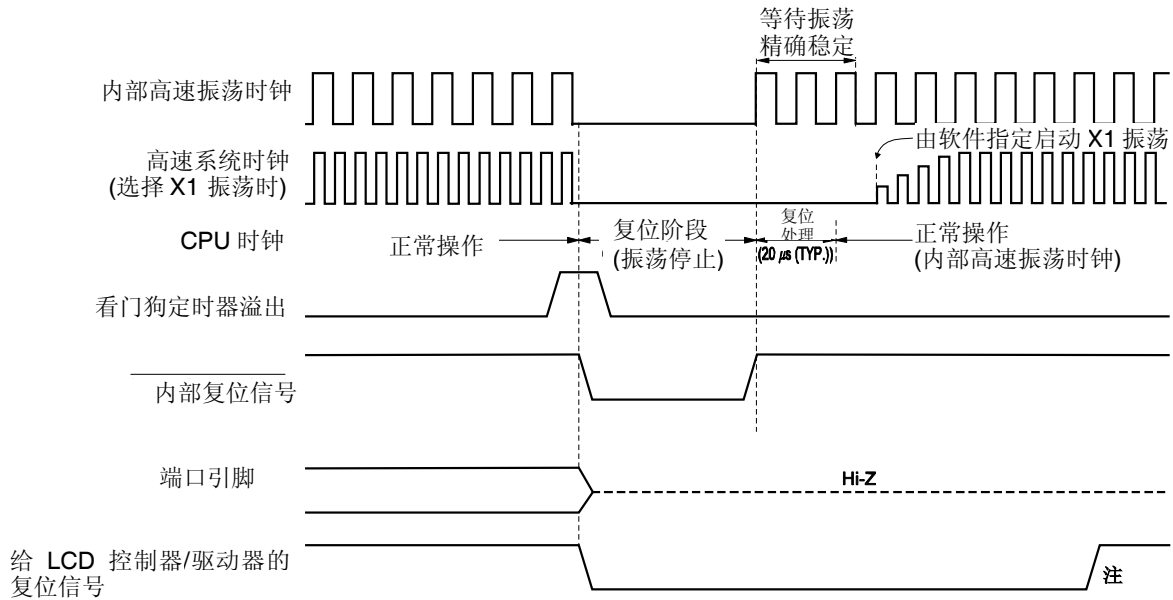 等待振荡
精确稳定
内部高速振荡时钟
由软件指定启动 X1 振荡
高速系统时钟
(选择 X1 振荡时)
CPU 时钟
正常操作
复位阶段
(振荡停止)
复位
处理
(20 μs (TYP.))
正常操作
(内部高速振荡时钟)
看门狗定时器溢出
内部复位信号
端口引脚
Hi-Z
给 LCD 控制器/驱动器的
复位信号
注